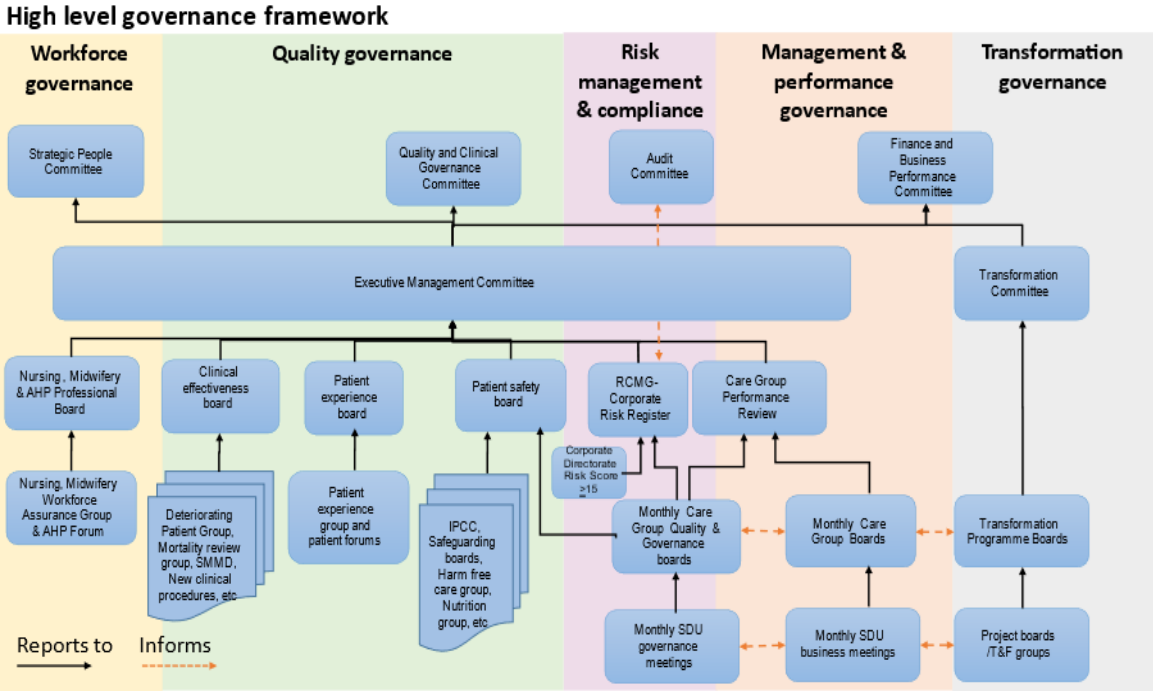 High level governance framework
Workforce
governance
Quality governance
Risk
management
& compliance
Management &
performance
governance
Transformation
governance
Strategic People
Committee
Quality and Clinical
Governance
Committee
Audit
Committee
Finance and
Business
Performance
Committee
Executive Management Committee
Transformation
Committee
Nursing , Midwifery
& AHP Professional
Board
Clinical
effectiveness
board
Patient
experience
board
Patient safety
board
RCMG-
Corporate
Risk Register
Care Group
Performance
Review
Corporate
Directorate
Risk Score
>15
Nursing, Midwifery
Workforce
Assurance Group
& AHP Forum
Deteriorating
Patient Group,
Mortality review
group, SMMD,
New clinical
procedures, etc
Patient
experience
group and
patient forums
IPCC,
Safeguarding
boards,
Harm free
care group,
Nutrition
group, etc
Monthly Care
Group Quality &
Governance
boards
Monthly Care
Group Boards
Transformation
Programme Boards
Monthly SDU
governance
meetings
Monthly SDU
business meetings
Project boards
/T&F groups
Reports to
Informs